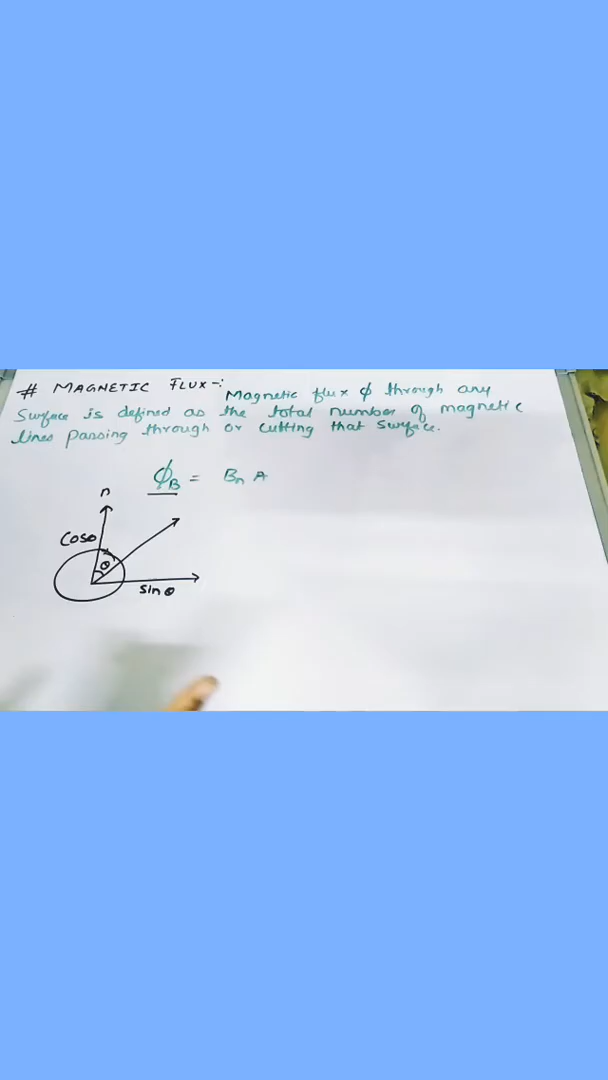 # MAGNETIC FLUX -: Magnetic flux ϕ through any
Surface is defined as the total number of magnetic
lines passing through or cutting that surface.
ϕB = Bn A
n
Cosθ
θ
sin θ